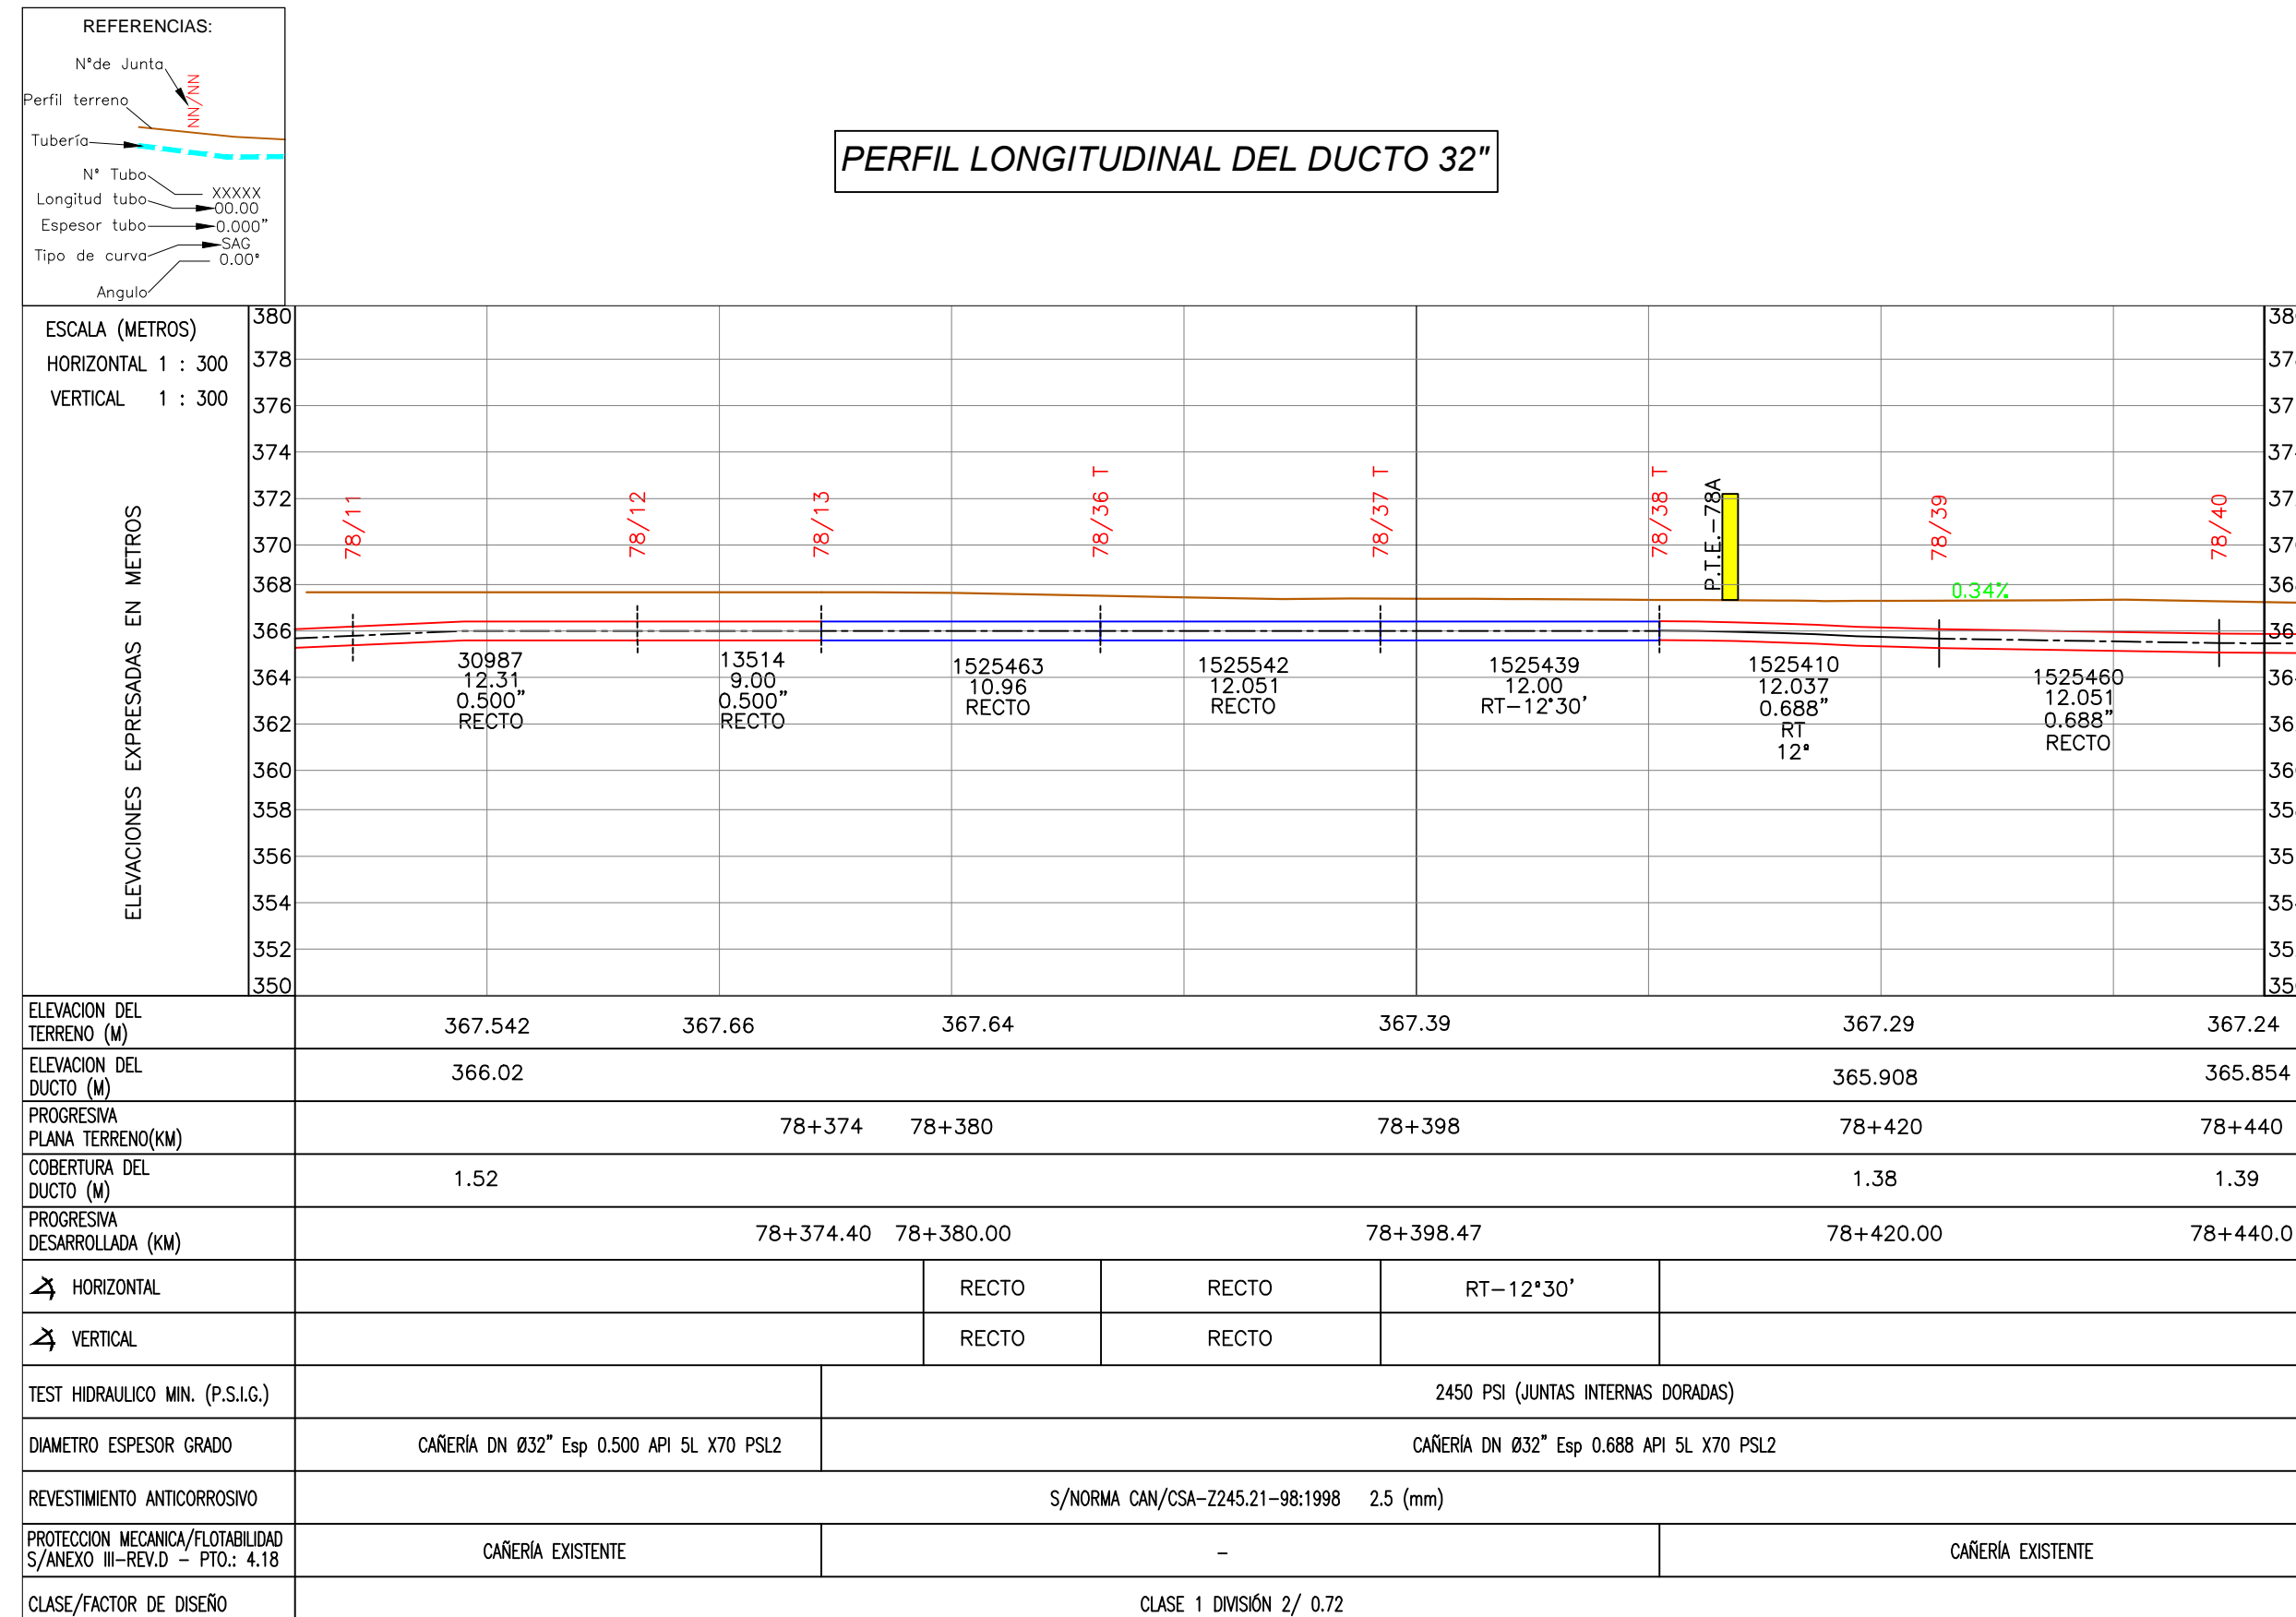 REFERENCIAS:
N°de Junta
NN/NN
Perfil terreno
Tubería
N° Tubo
XXXXX
Longitud tubo
00.00
Espesor tubo
0.000"
Tipo de curva
SAG
Angulo
0.00°
PERFIL LONGITUDINAL DEL DUCTO 32"
ESCALA (METROS)
HORIZONTAL 1 : 300
VERTICAL 1 : 300
ELEVACIONES EXPRESADAS EN METROS
380
378
376
374
372
370
368
366
364
362
360
358
356
354
352
350
78/11
78/12
78/13
78/36 T
78/37 T
78/38 T
P.T.E.-78A
78/39
78/40
0.34%
30987
12.31
0.500"
RECTO
13514
9.00
0.500"
RECTO
1525463
10.96
RECTO
1525542
12.051
RECTO
1525439
12.00
RT-12°30'
1525410
12.037
0.688"
RT
12°
1525460
12.051
0.688"
RECTO
ELEVACION DEL
TERRENO (M)
367.542 367.66 367.64 367.39 367.29 367.24
ELEVACION DEL
DUCTO (M)
366.02 365.908 365.854
PROGRESIVA
PLANA TERRENO(KM)
78+374 78+380 78+398 78+420 78+440
COBERTURA DEL
DUCTO (M)
1.52 1.38 1.39
PROGRESIVA
DESARROLLADA (KM)
78+374.40 78+380.00 78+398.47 78+420.00 78+440.0
HORIZONTAL
RECTO RECTO RT-12°30'
VERTICAL
RECTO RECTO
TEST HIDRAULICO MIN. (P.S.I.G.)
2450 PSI (JUNTAS INTERNAS DORADAS)
DIAMETRO ESPESOR GRADO
CAÑERÍA DN Ø32" Esp 0.500 API 5L X70 PSL2
CAÑERÍA DN Ø32" Esp 0.688 API 5L X70 PSL2
REVESTIMIENTO ANTICORROSIVO
S/NORMA CAN/CSA-Z245.21-98:1998 2.5 (mm)
PROTECCION MECANICA/FLOTABILIDAD
S/ANEXO III-REV.D - PTO.: 4.18
CAÑERÍA EXISTENTE - CAÑERÍA EXISTENTE
CLASE/FACTOR DE DISEÑO
CLASE 1 DIVISIÓN 2/ 0.72